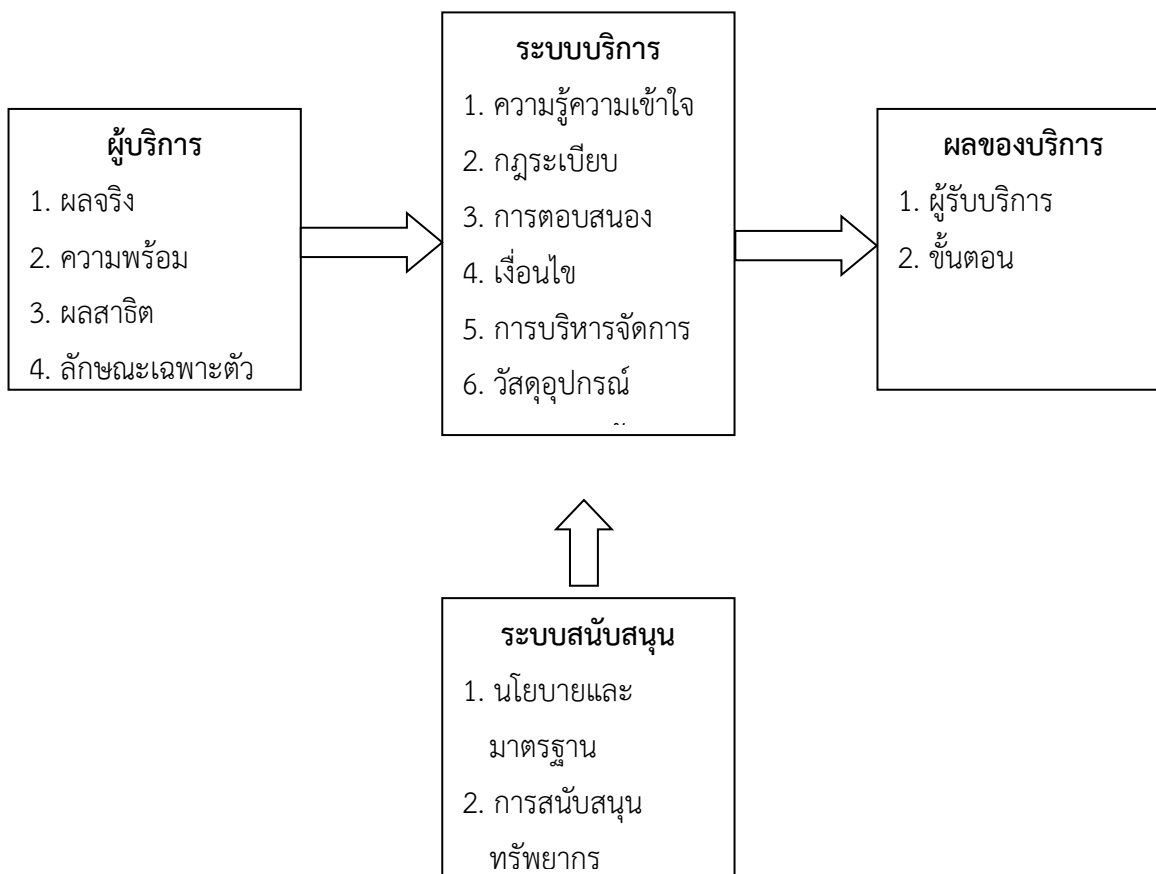 ผู้บริการ
1. ผลจริง
2. ความพร้อม
3. ผลสาธิต
4. ลักษณะเฉพาะตัว
ระบบบริการ
1. ความรู้ความเข้าใจ
2. กฎระเบียบ
3. การตอบสนอง
4. เงื่อนไข
5. การบริหารจัดการ
6. วัสดุอุปกรณ์
ผลของบริการ
1. ผู้รับบริการ
2. ขั้นตอน
ระบบสนับสนุน
1. นโยบายและ
มาตรฐาน
2. การสนับสนุน
ทรัพยากร